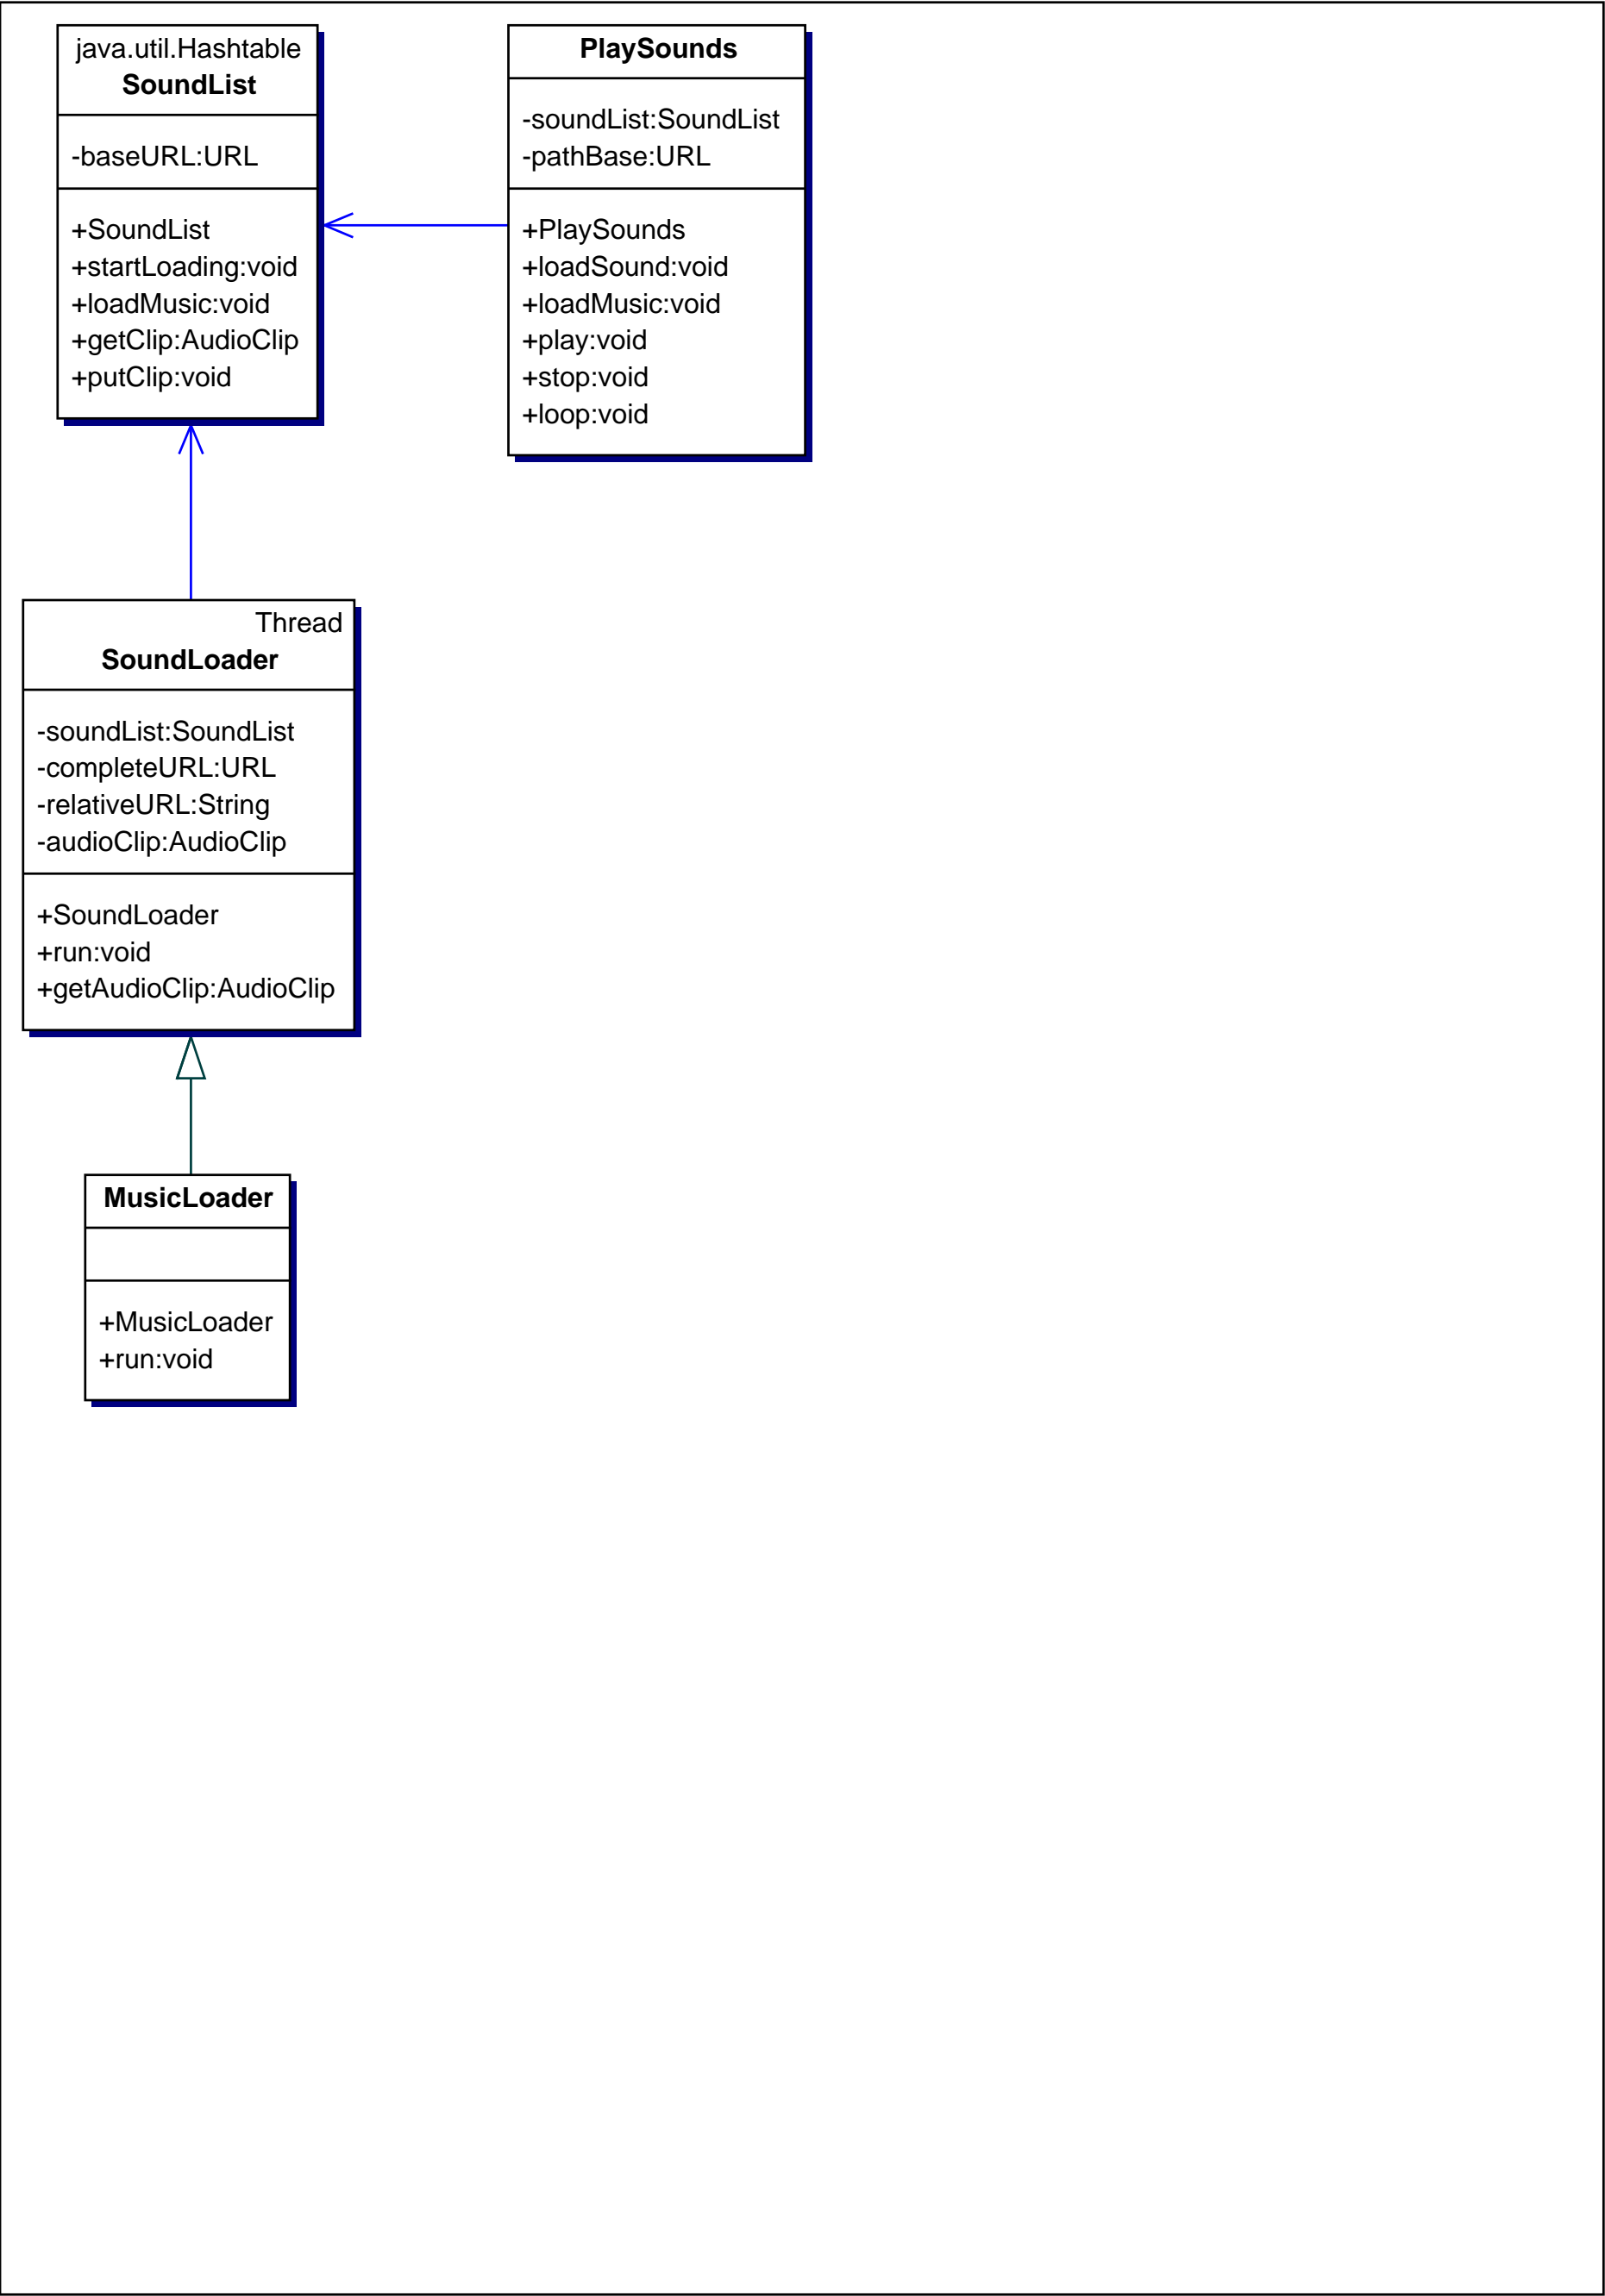 java.util.Hashtable
SoundList
-baseURL:URL
+SoundList
+startLoading:void
+loadMusic:void
+getClip:AudioClip
+putClip:void
PlaySounds
-soundList:SoundList
-pathBase:URL
+PlaySounds
+loadSound:void
+loadMusic:void
+play:void
+stop:void
+loop:void
Thread
SoundLoader
-soundList:SoundList
-completeURL:URL
-relativeURL:String
-audioClip:AudioClip
+SoundLoader
+run:void
+getAudioClip:AudioClip
MusicLoader
+MusicLoader
+run:void